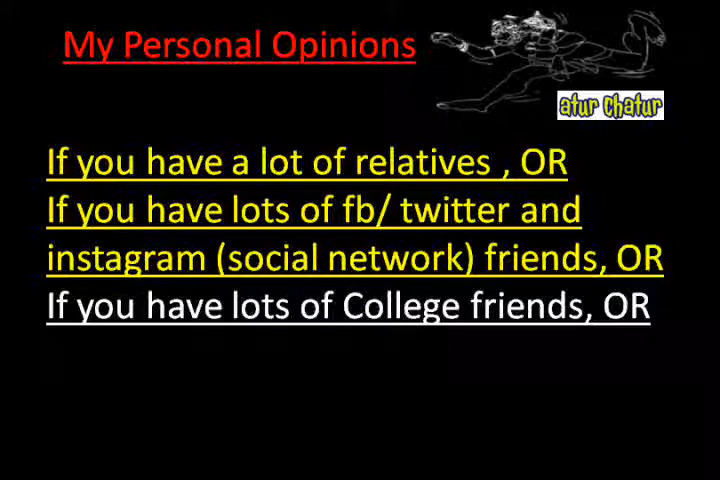 My Personal Opinions
atur chatur
If you have a lot of relatives , OR
If you have lots of fb/ twitter and
instagram (social network) friends, OR
If you have lots of College friends, OR